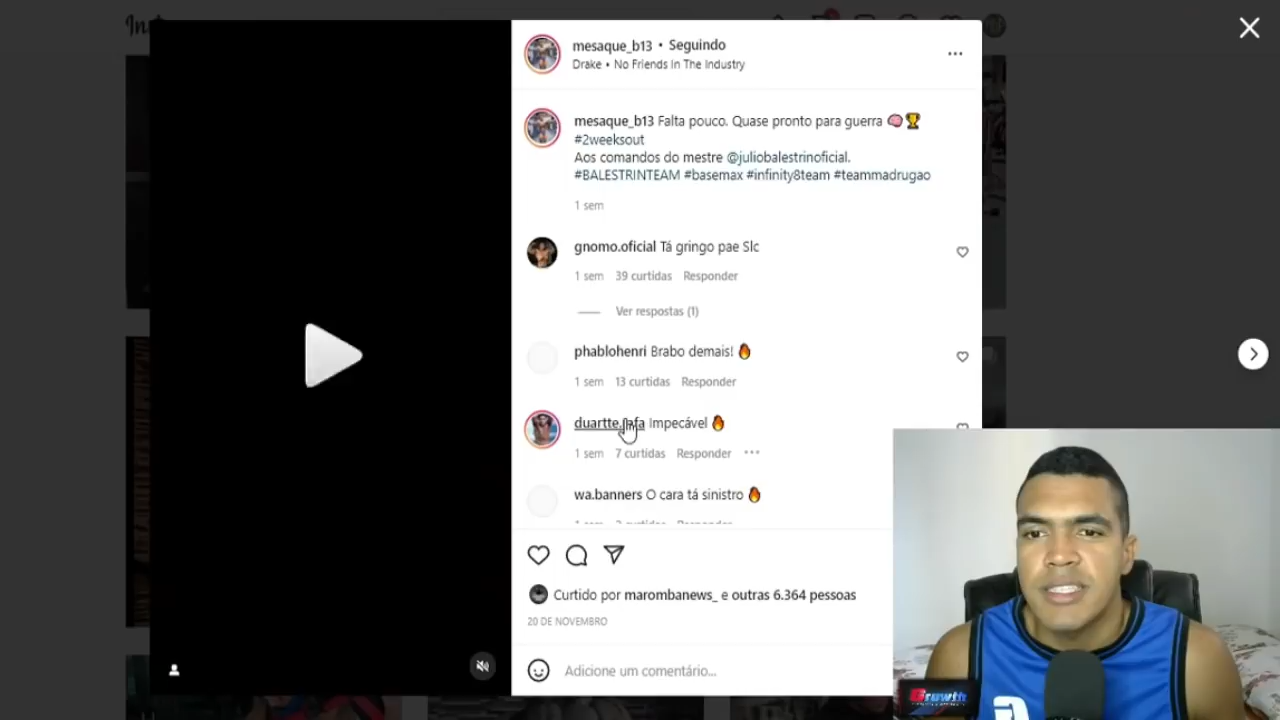 mesaque_b13 • Seguindo
Drake • No Friends In The Industry
mesaque_b13 Falta pouco. Quase pronto para guerra 🧠🏆
#2weeksout
Aos comandos do mestre @juliobalestrinoficial.
#BALESTRINTEAM #basemax #infinity8team #teammadrugao
1 sem
gnomo.oficial Tá gringo pae Slc
1 sem 39 curtidas Responder
Ver respostas (1)
phablohenri Brabo demais! 🔥
1 sem 13 curtidas Responder
Impecável 🔥
1 sem 7 curtidas Responder
wa.banners O cara tá sinistro 🔥
Curtido por marombanews_ e outras 6.364 pessoas
20 DE NOVEMBRO
Adicione um comentário...
Growth